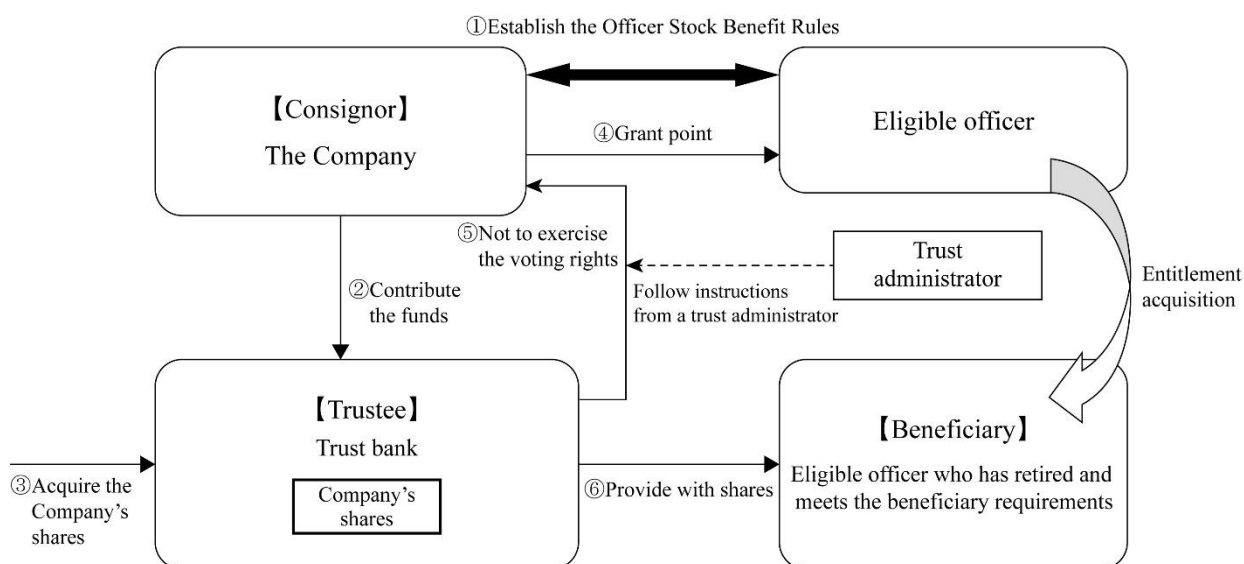 ①Establish the Officer Stock Benefit Rules
【Consignor】
The Company
④Grant point
Eligible officer
⑤Not to exercise
the voting rights
Trust
administrator
Follow instructions
from a trust administrator
Entitlement
acquisition
②Contribute
the funds
【Trustee】
Trust bank
Company’s
shares
③Acquire the
Company’s
shares
⑥Provide with shares
【Beneficiary】
Eligible officer who has retired and
meets the beneficiary requirements